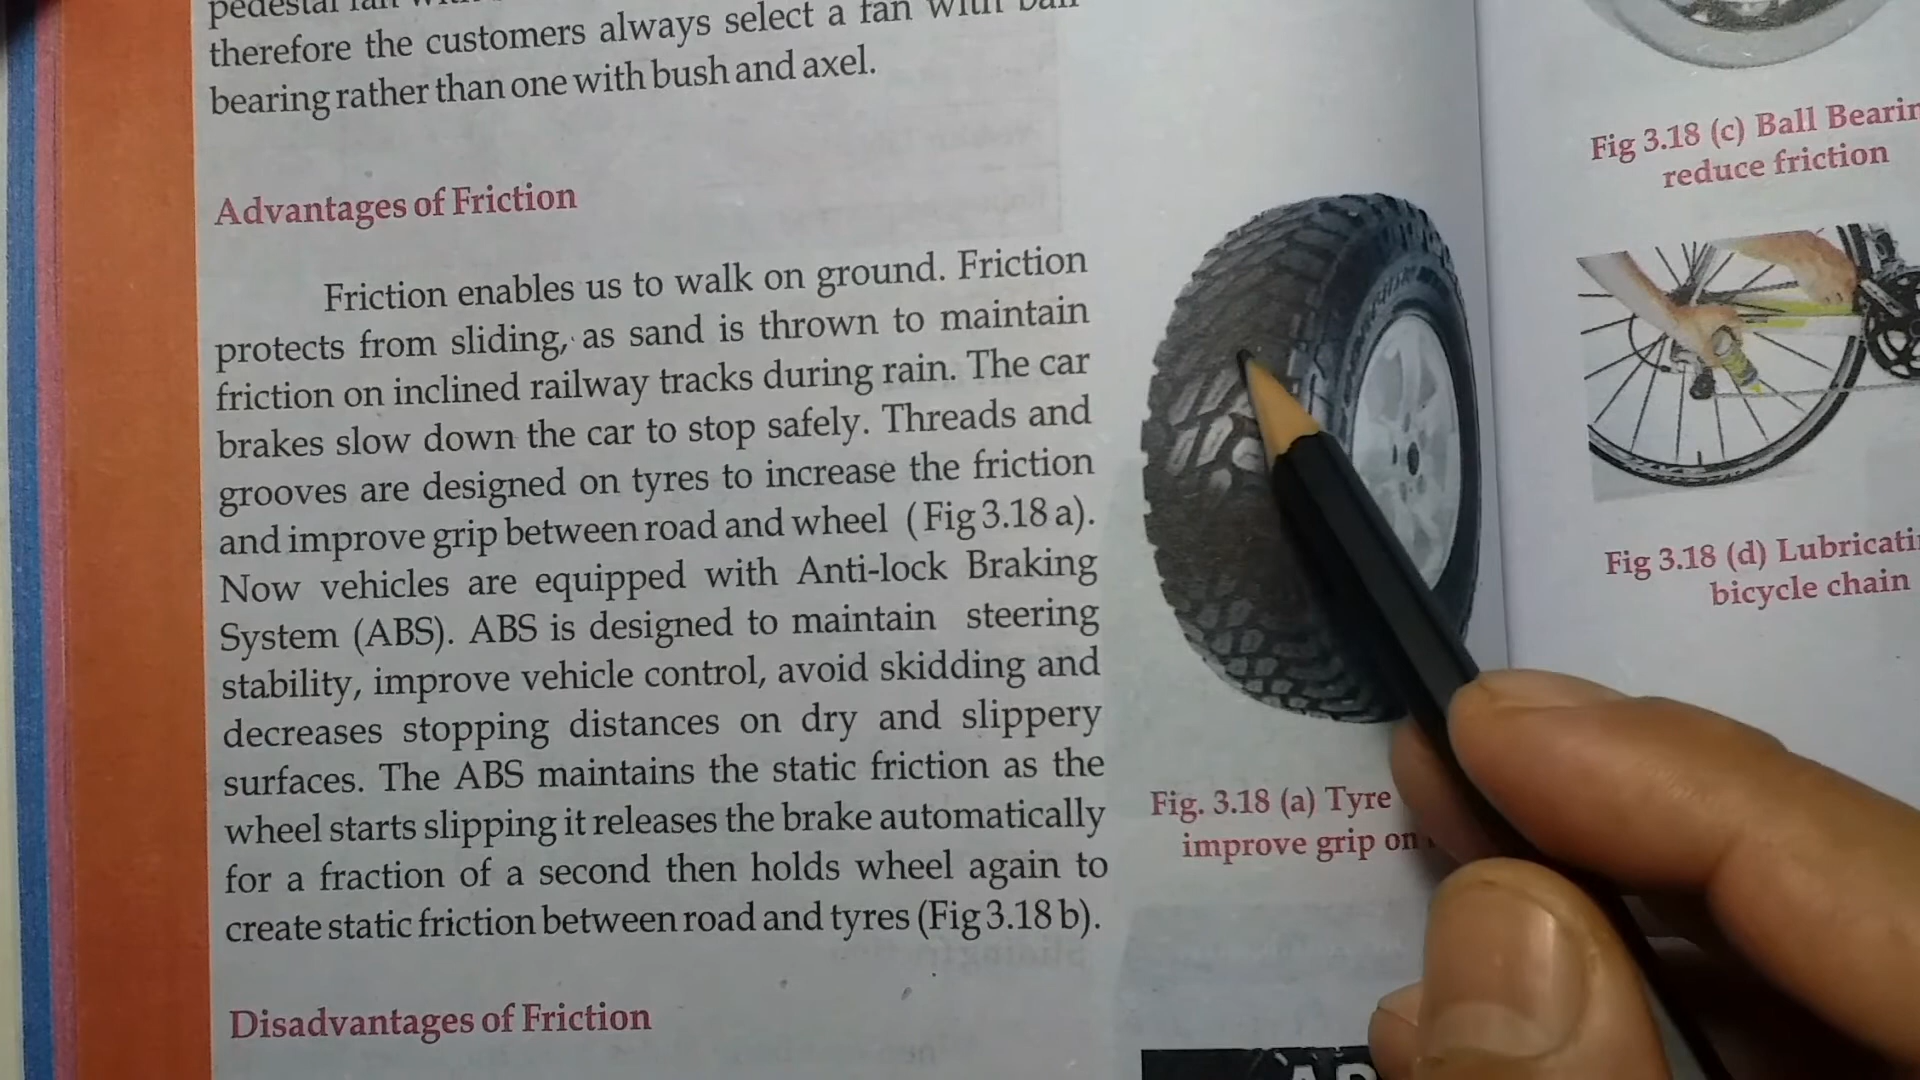 therefore the customers always select a fan with ball
bearing rather than one with bush and axel.
Advantages of Friction
Friction enables us to walk on ground. Friction
protects from sliding, as sand is thrown to maintain
friction on inclined railway tracks during rain. The car
brakes slow down the car to stop safely. Threads and
grooves are designed on tyres to increase the friction
and improve grip between road and wheel (Fig 3.18 a).
Now vehicles are equipped with Anti-lock Braking
System (ABS). ABS is designed to maintain steering
stability, improve vehicle control, avoid skidding and
decreases stopping distances on dry and slippery
surfaces. The ABS maintains the static friction as the
wheel starts slipping it releases the brake automatically
for a fraction of a second then holds wheel again to
create static friction between road and tyres (Fig 3.18 b).
Disadvantages of Friction
Fig. 3.18 (a) Tyre
improve grip on
Fig 3.18 (c) Ball
reduce friction
Fig 3.18 (d)
bicycle chain